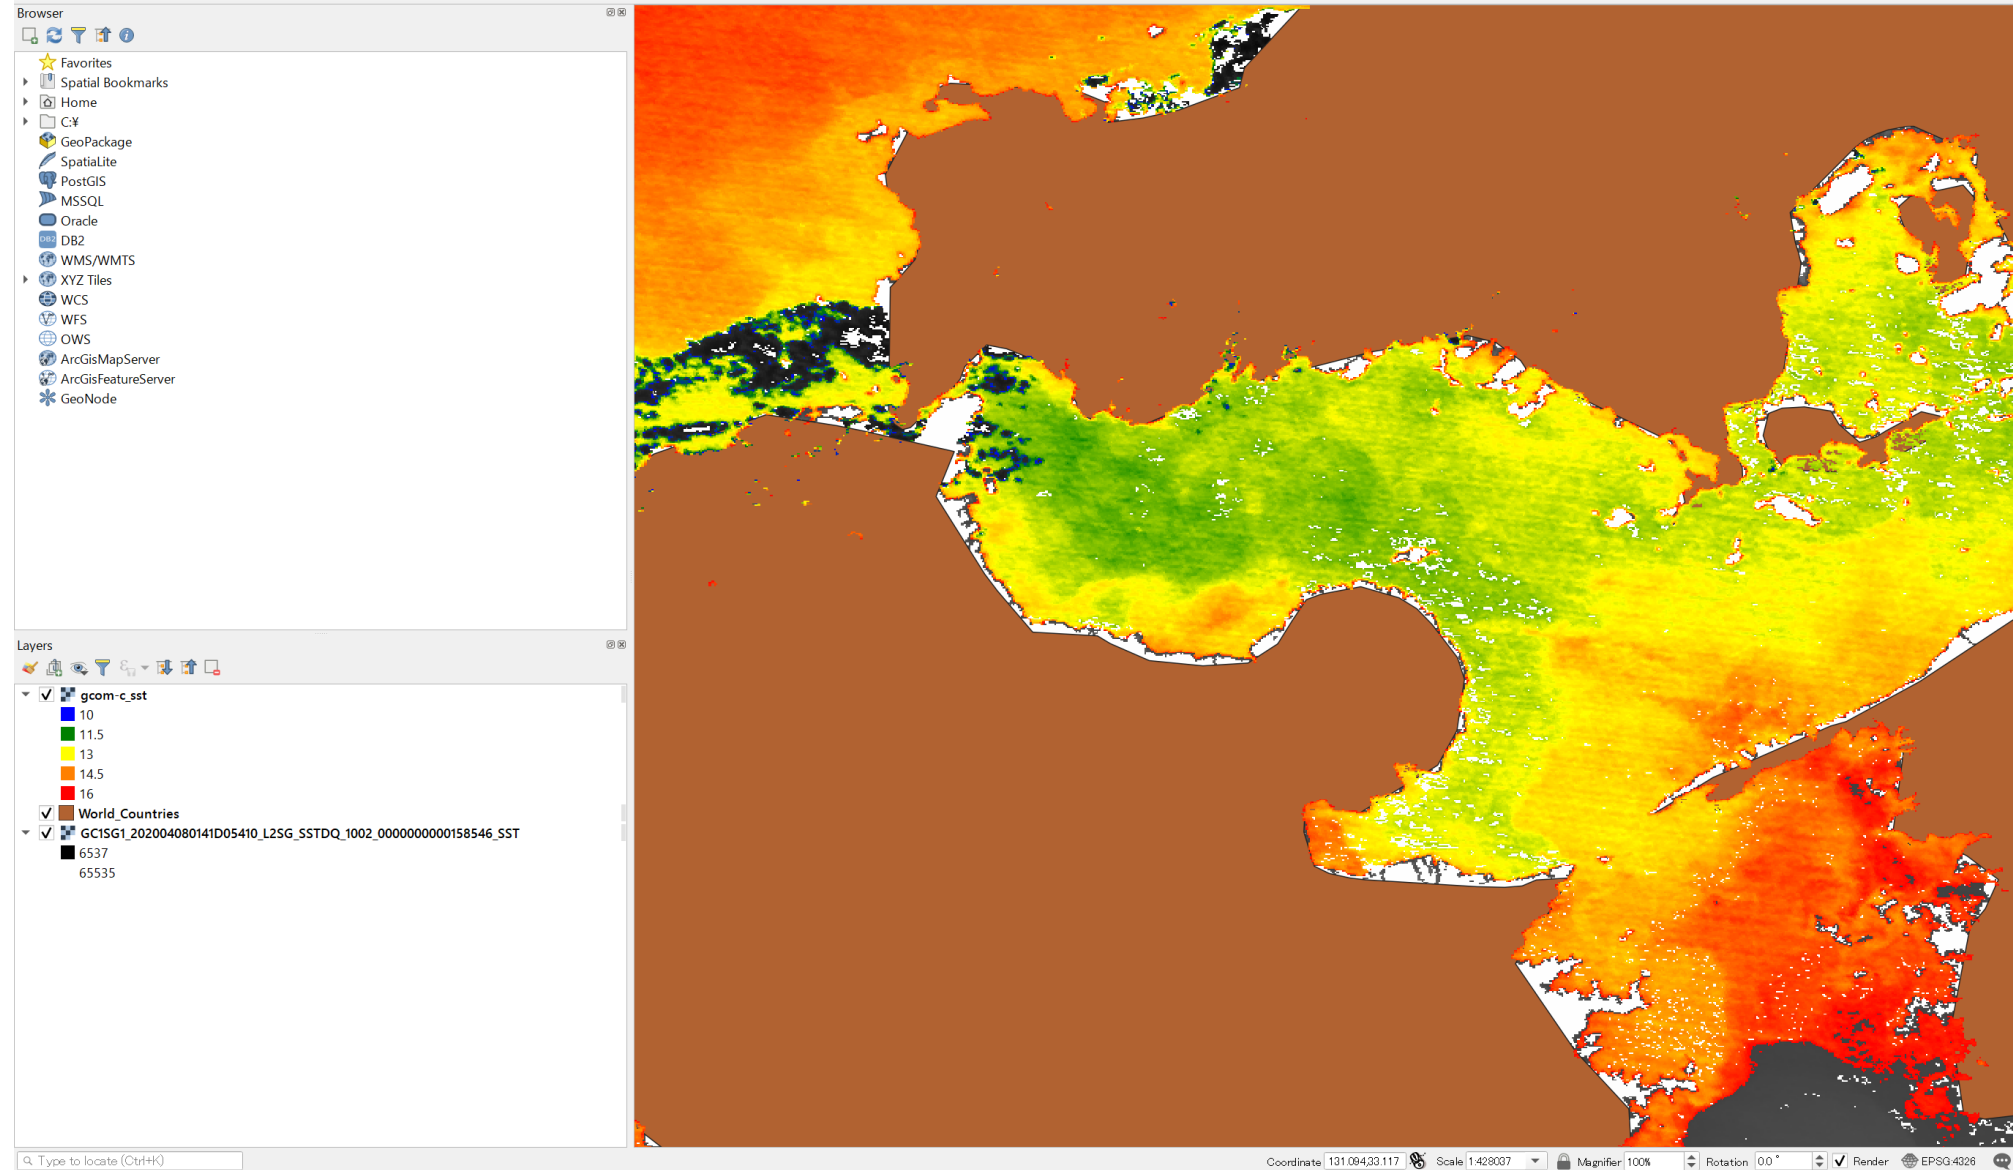 Browser
Favorites
Spatial Bookmarks
Home
C:¥
GeoPackage
SpatiaLite
PostGIS
MSSQL
Oracle
DB2
DB2
WMS/WMTS
XYZ Tiles
WCS
WFS
OWS
ArcGisMapServer
ArcGisFeatureServer
GeoNode
Layers
gcom-c_sst
10
11.5
13
14.5
16
World_Countries
GC1SG1_202004080141D05410_L2SG_SSTDQ_1002_0000000000158546_SST
6537
65535
Type to locate (Ctrl+K)
Coordinate 131.094,33.117 Scale 1:428037 Magnifier 100% Rotation 0.0 ° Render EPSG:4326